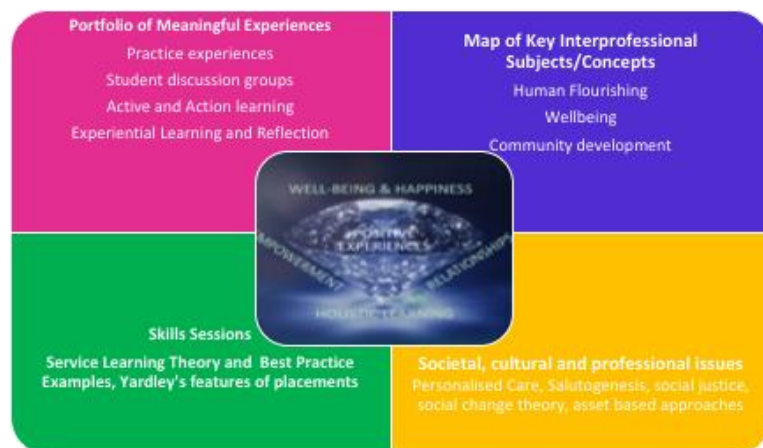 Portfolio of Meaningful Experiences
Practice experiences
Student discussion groups
Active and Action learning
Experiential Learning and Reflection
Map of Key Interprofessional
Subjects/Concepts
Human Flourishing
Wellbeing
Community development
WELL-BEING & HAPPINESS
POSITIVE
EXPERIENCES
EMPOWERMENT
RELATIONSHIPS
HOLISTIC LEARNING
Skills Sessions
Service Learning Theory and Best Practice
Examples, Yardley's features of placements
Societal, cultural and professional issues
Personalised Care, Salutogenesis, social justice,
social change theory, asset based approaches